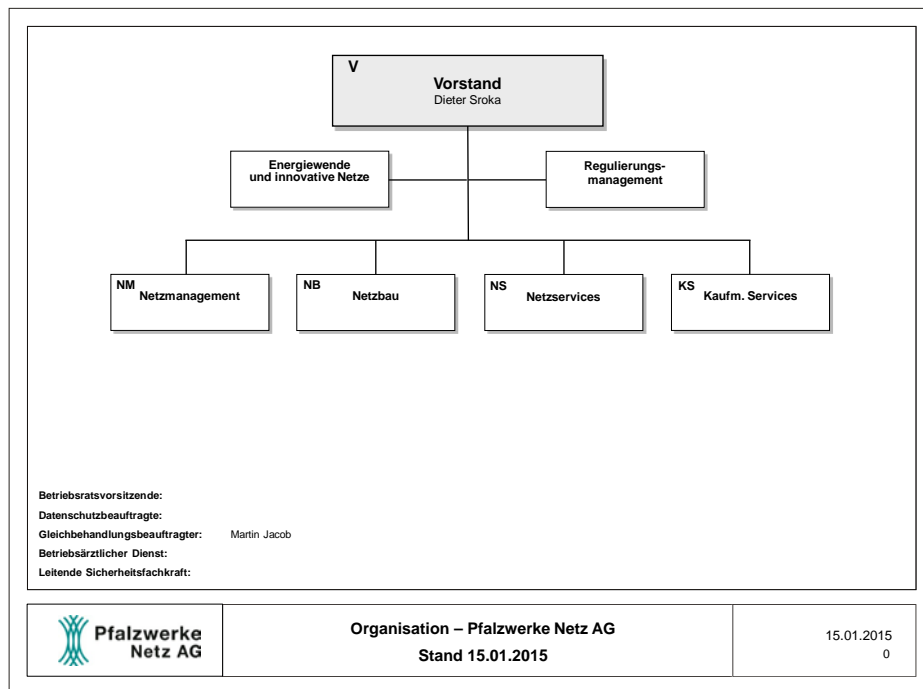 V
Vorstand
Dieter Sroka
Energiewende
und innovative Netze
Regulierungs-
management
NM
Netzmanagement
NB
Netzbau
NS
Netzservices
KS
Kaufm. Services
Betriebsratsvorsitzende:
Datenschutzbeauftragte:
Gleichbehandlungsbeauftragter: Martin Jacob
Betriebsärztlicher Dienst:
Leitende Sicherheitsfachkraft:
Pfalzwerke
Netz AG
Organisation – Pfalzwerke Netz AG
Stand 15.01.2015
15.01.2015
0